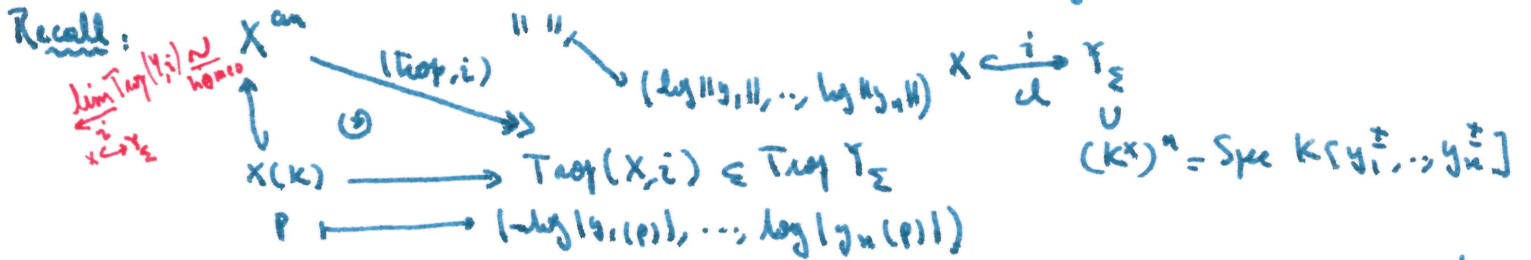 Recall: X^an (trop, i) || || (log||y_1||, .., log||y_n||) X ↪ Y_Σ
i
cl
lim Trop(Y,i) ≃ homeo
←
i
X ↪ Y_Σ
↺
∪
X(K) → Trop(X,i) ⊆ Trop Y_Σ (K^×)^n = Spec K[y_1^±, .., y_n^±]
p ↦ (-log|y_1(p)|, ..., log|y_n(p)|)